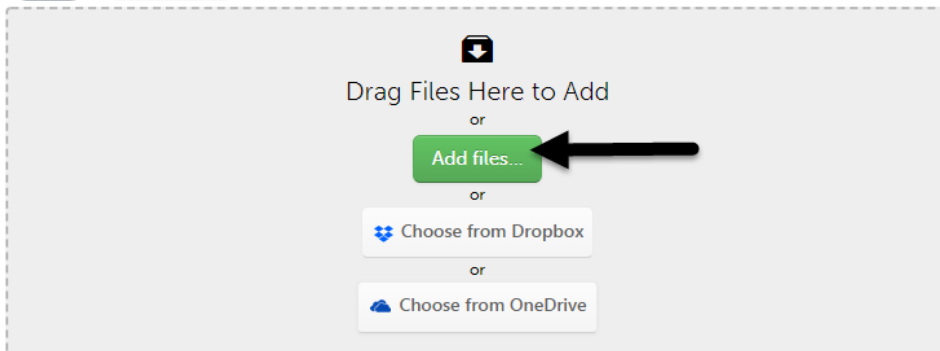 Drag Files Here to Add
or
Add files...
or
Choose from Dropbox
or
Choose from OneDrive